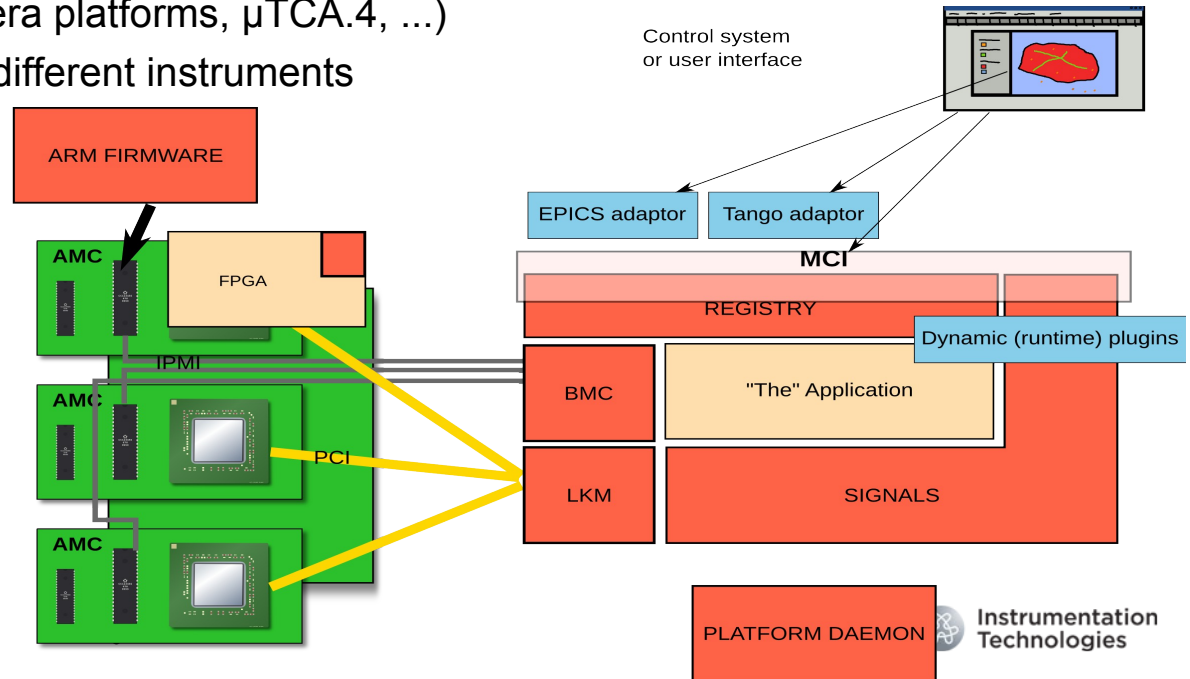 era platforms, µTCA.4, ...)
different instruments
Control system
or user interface
ARM FIRMWARE
EPICS adaptor
Tango adaptor
AMC
FPGA
MCI
REGISTRY
Dynamic (runtime) plugins
IPMI
BMC
"The" Application
AMC
PCI
LKM
SIGNALS
AMC
PLATFORM DAEMON
Instrumentation
Technologies